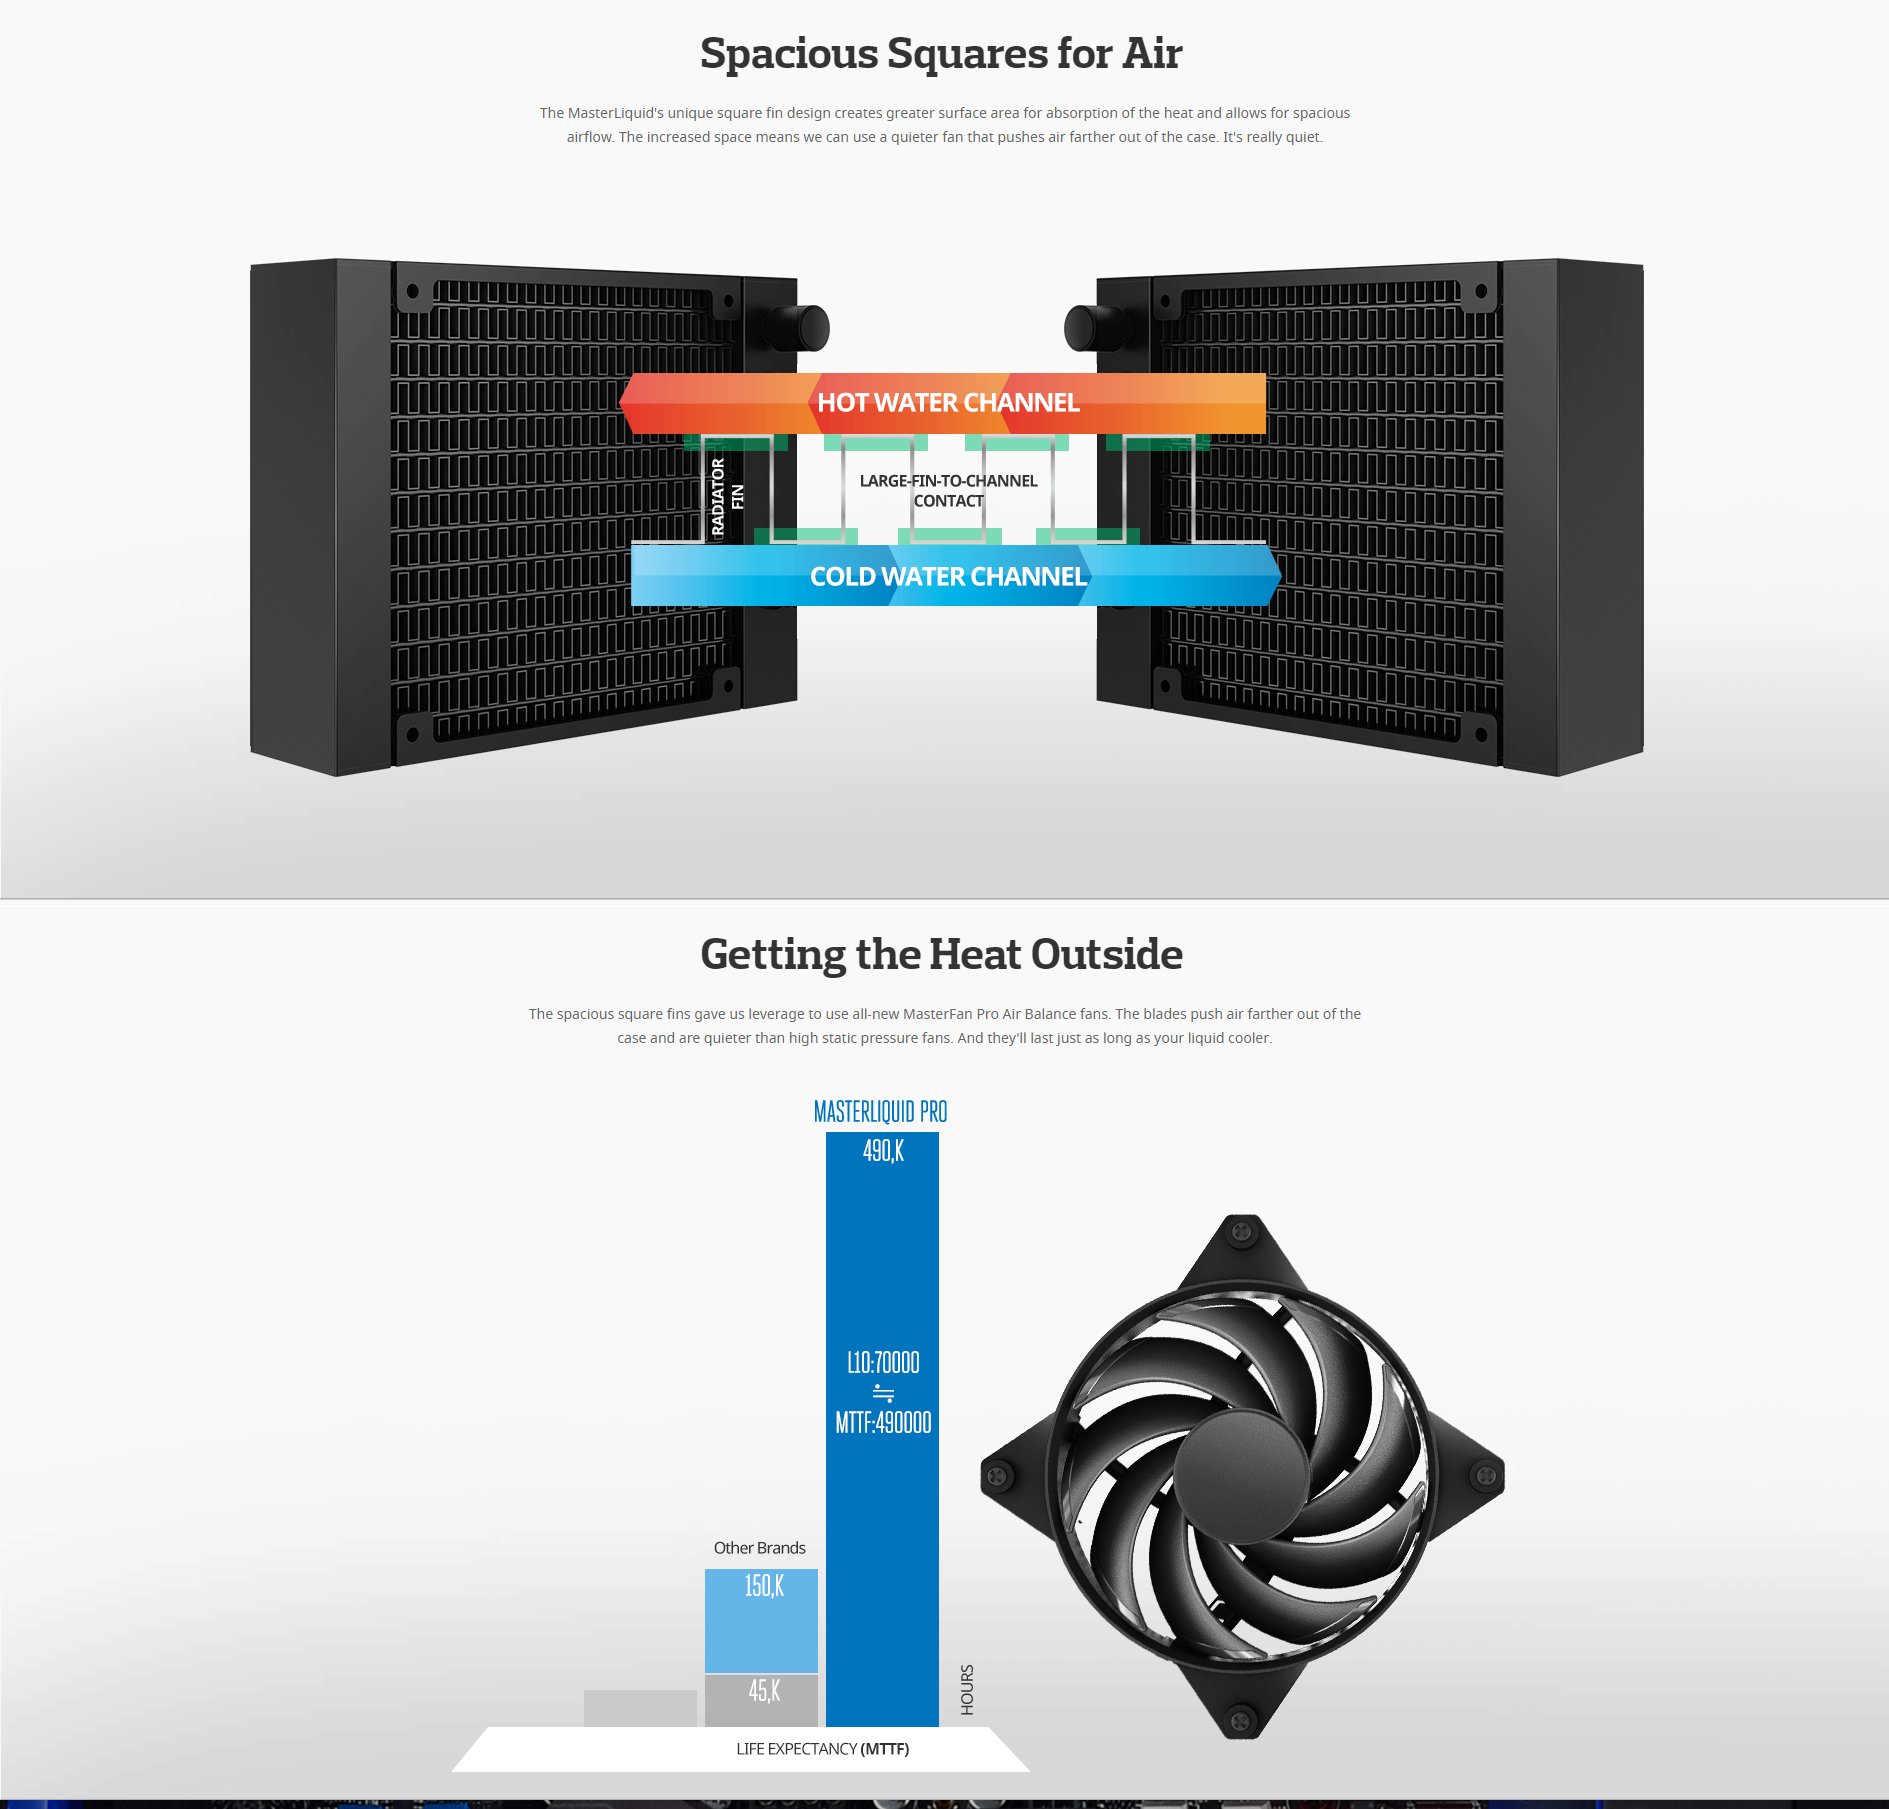 Spacious Squares for Air
The MasterLiquid's unique square fin design creates greater surface area for absorption of the heat and allows for spacious
airflow. The increased space means we can use a quieter fan that pushes air farther out of the case. It's really quiet.
HOT WATER CHANNEL
RADIATOR
FIN
LARGE-FIN-TO-CHANNEL
CONTACT
COLD WATER CHANNEL
Getting the Heat Outside
The spacious square fins gave us leverage to use all-new MasterFan Pro Air Balance fans. The blades push air farther out of the
case and are quieter than high static pressure fans. And they'll last just as long as your liquid cooler.
MASTERLIQUID PRO
490,K
L10:70000
≒
MTTF:490000
Other Brands
150,K
45,K
HOURS
LIFE EXPECTANCY (MTTF)